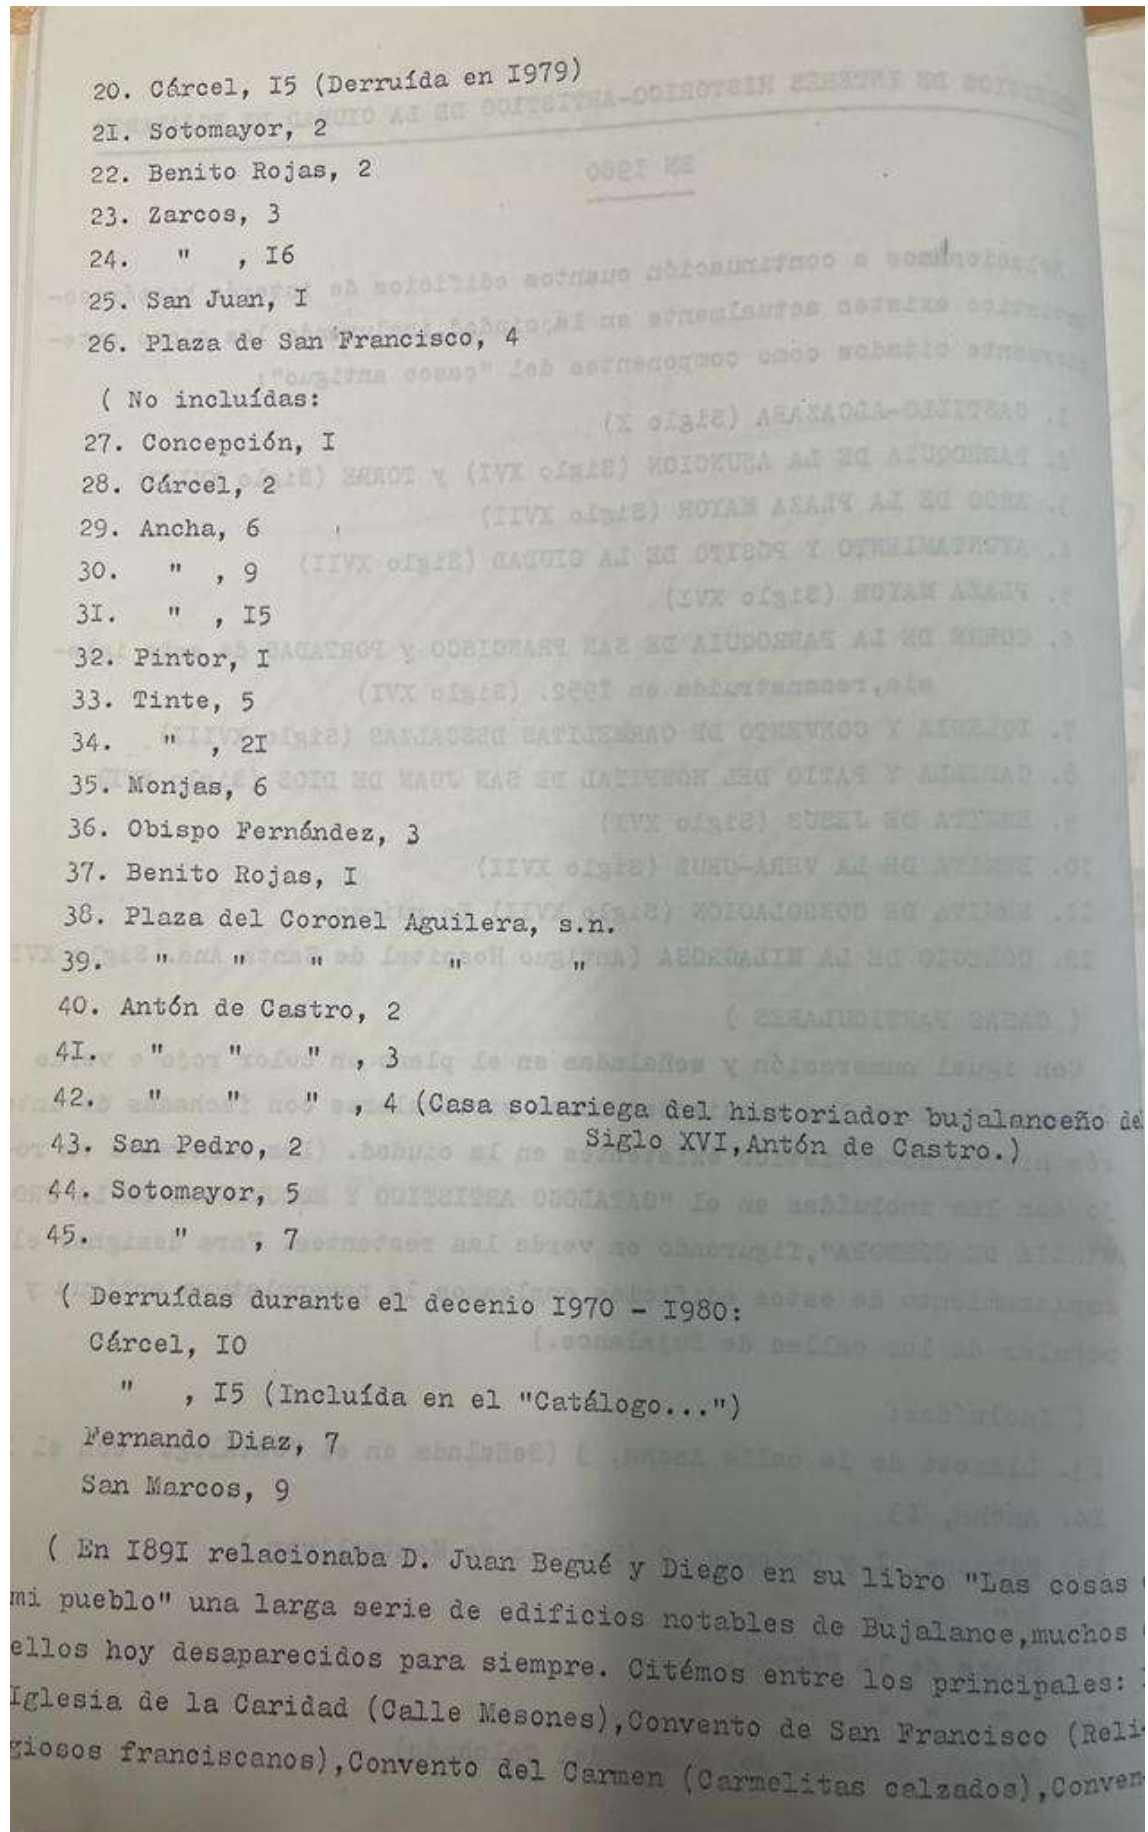 20. Cárcel, I5 (Derruída en I979)
2I. Sotomayor, 2
22. Benito Rojas, 2
23. Zarcos, 3
24. " , I6
25. San Juan, I
26. Plaza de San Francisco, 4
( No incluídas:
27. Concepción, I
28. Cárcel, 2
29. Ancha, 6
30. " , 9
3I. " , I5
32. Pintor, I
33. Tinte, 5
34. " , 2I
35. Monjas, 6
36. Obispo Fernández, 3
37. Benito Rojas, I
38. Plaza del Coronel Aguilera, s.n.
39. " " " " "
40. Antón de Castro, 2
4I. " " " , 3
42. " " " , 4 (Casa solariega del historiador bujalanceño del
Siglo XVI,Antón de Castro.)
43. San Pedro, 2
44. Sotomayor, 5
45. " , 7
( Derruídas durante el decenio I970 - I980:
Cárcel, I0
" , I5 (Incluída en el "Catálogo...")
Fernando Diaz, 7
San Marcos, 9
( En I89I relacionaba D. Juan Begué y Diego en su libro "Las cosas
mi pueblo" una larga serie de edificios notables de Bujalance,muchos
ellos hoy desaparecidos para siempre. Citémos entre los principales:
Iglesia de la Caridad (Calle Mesones),Convento de San Francisco (Reli-
giosos franciscanos),Convento del Carmen (Carmelitas calzados),Conven-